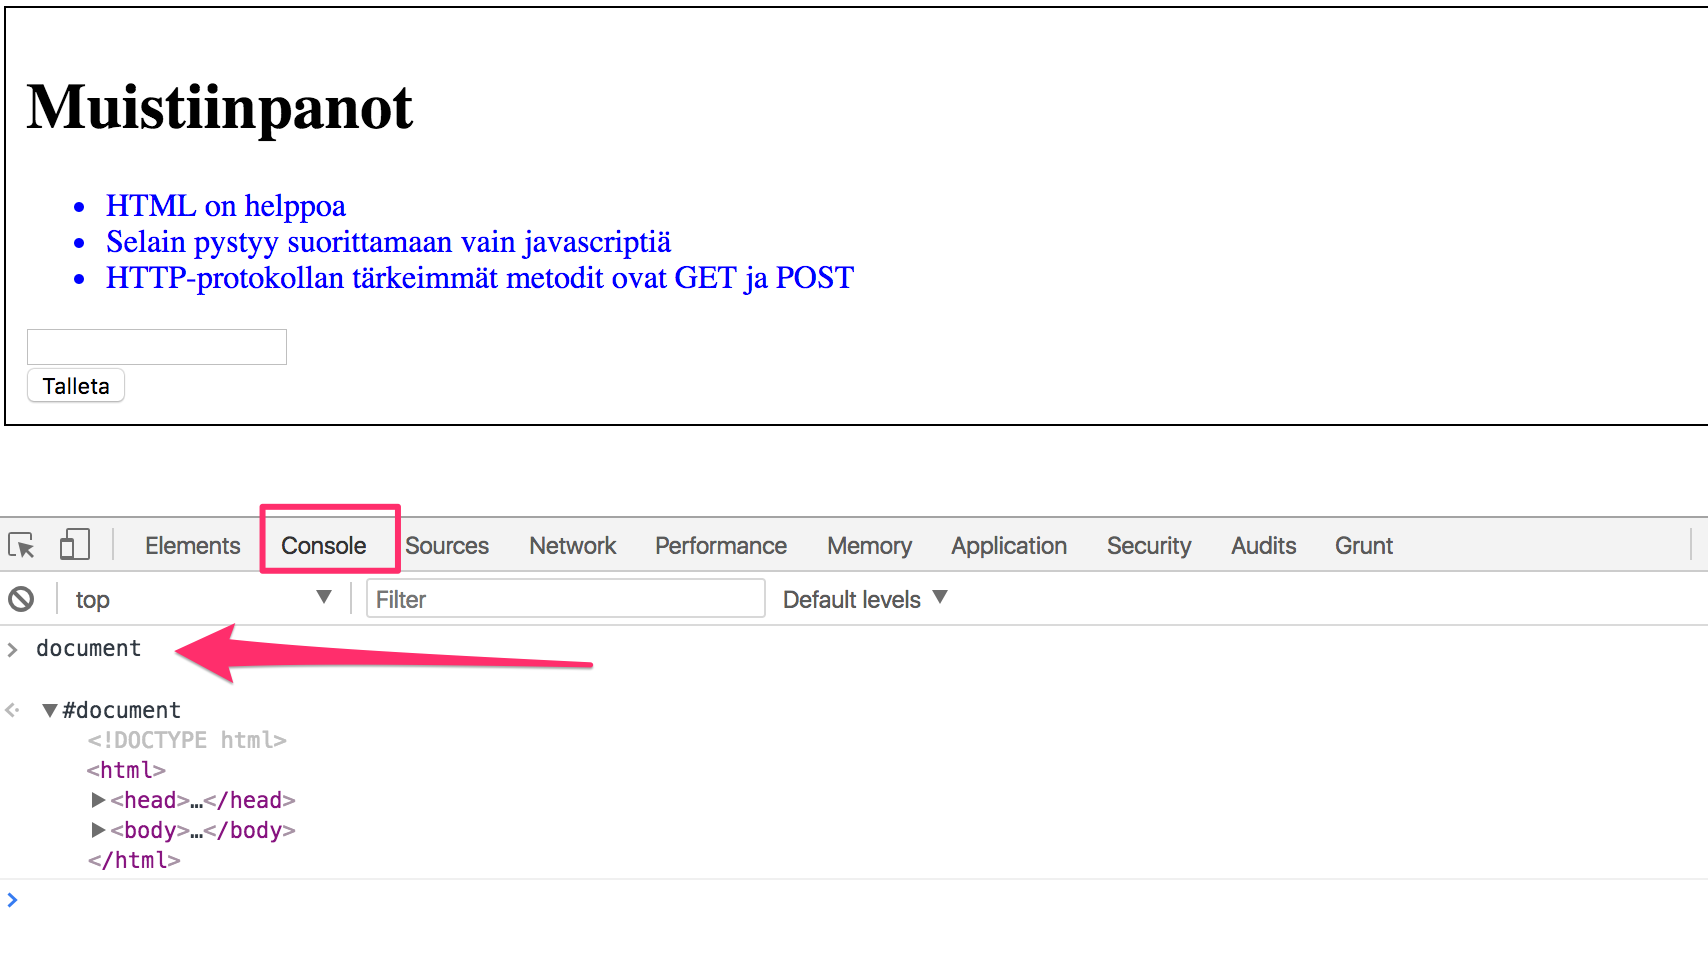 Muistiinpanot
HTML on helppoa
Selain pystyy suorittamaan vain javascriptiä
HTTP-protokollan tärkeimmät metodit ovat GET ja POST
Talleta
Elements Console Sources Network Performance Memory Application Security Audits Grunt
top Filter Default levels
document
#document
<!DOCTYPE html>
<html>
<head>…</head>
<body>…</body>
</html>